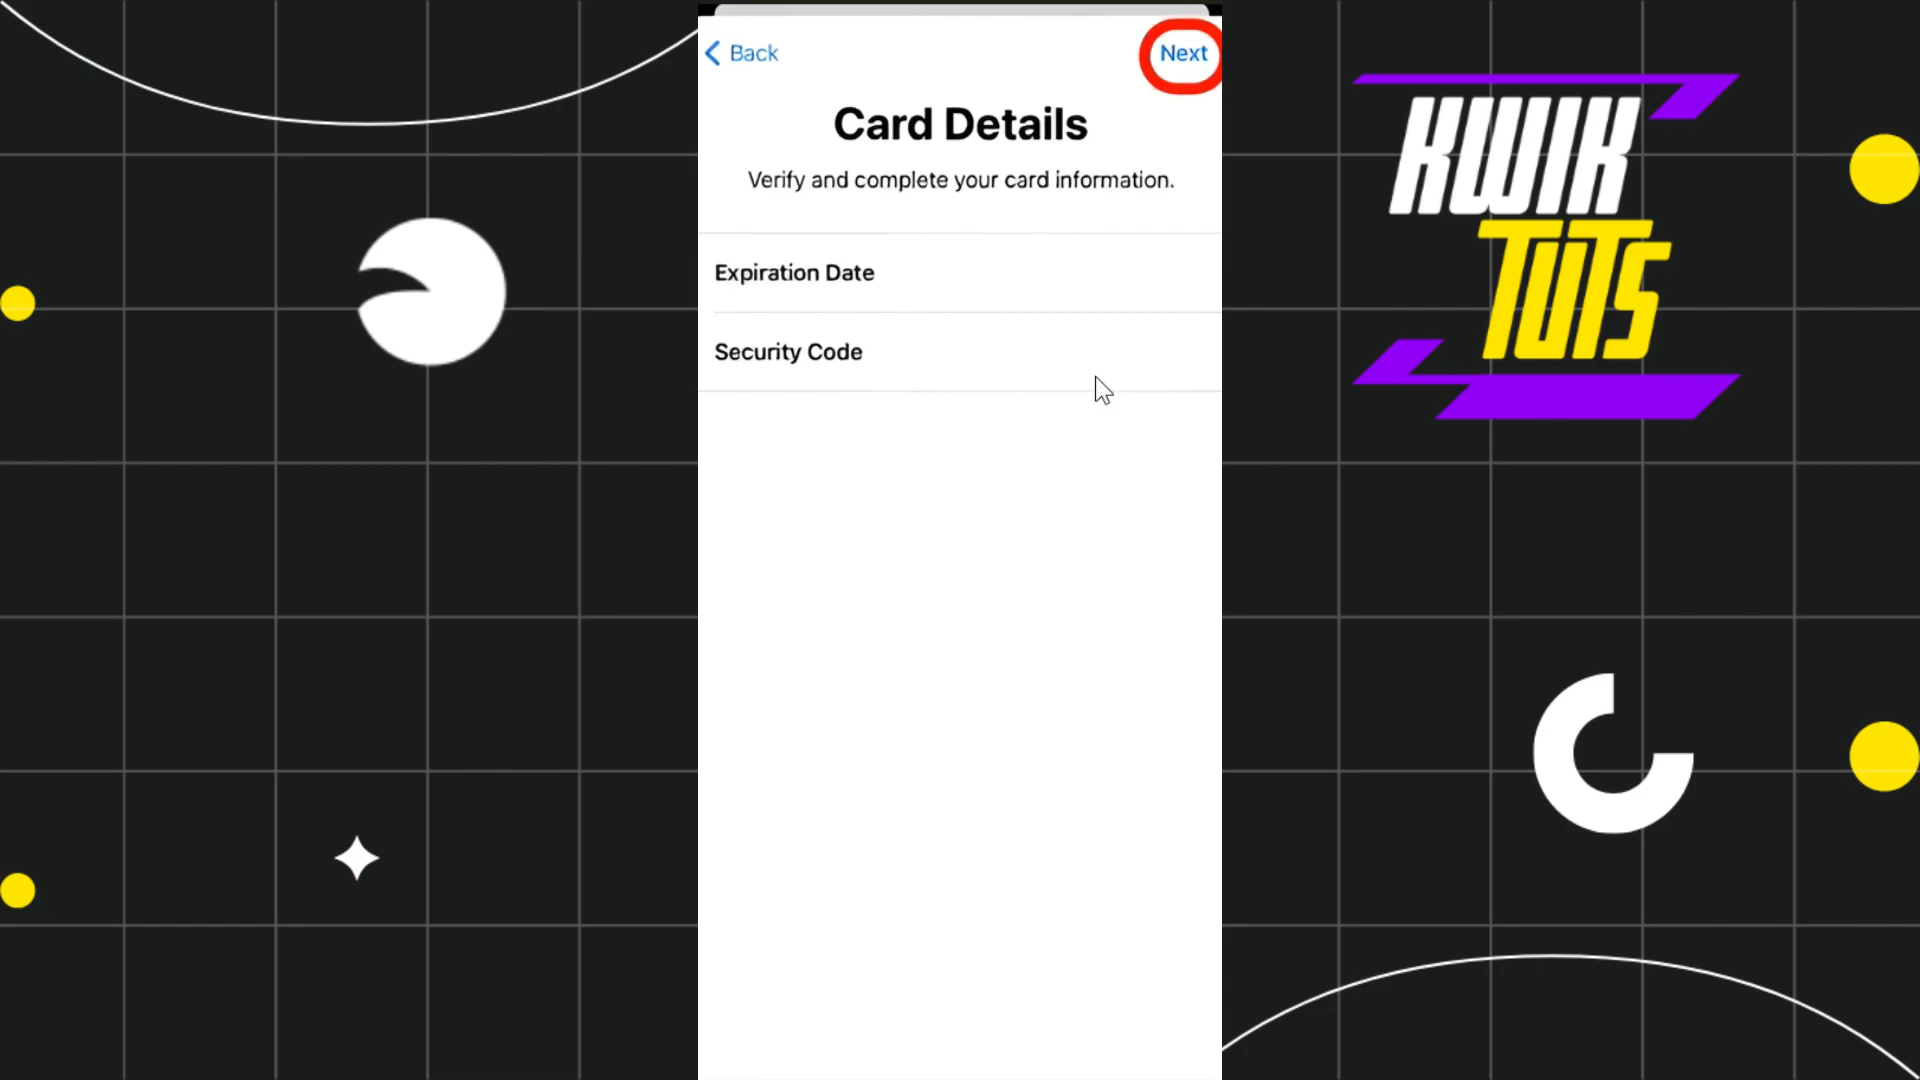 Back
Next
Card Details
Verify and complete your card information.
Expiration Date
Security Code
KWIK
TUTS